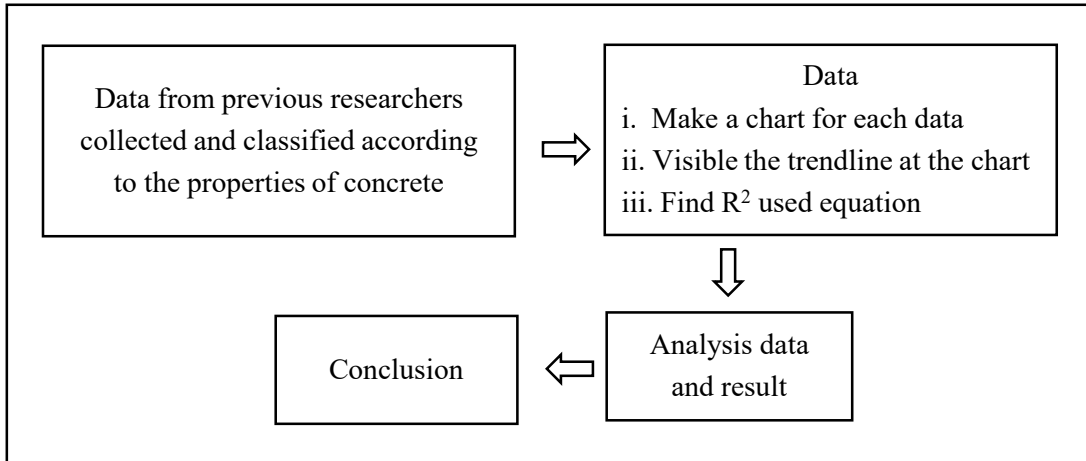 Data from previous researchers
collected and classified according
to the properties of concrete
Data
i. Make a chart for each data
ii. Visible the trendline at the chart
iii. Find R² used equation
Analysis data
and result
Conclusion